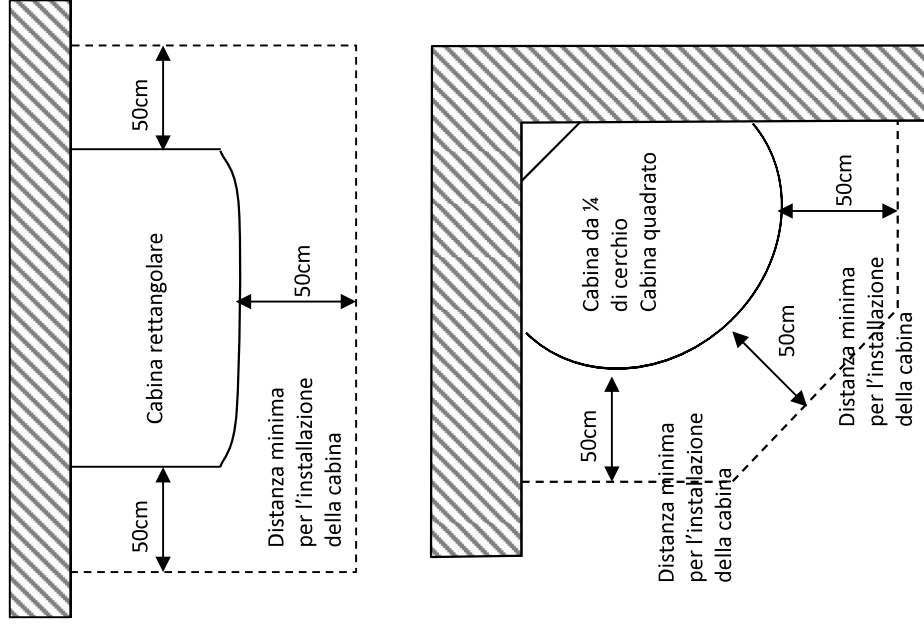 50cm
Cabina rettangolare
50cm
50cm
Distanza minima
per l’installazione
della cabina
Cabina da ¼
di cerchio
Cabina quadrato
50cm
50cm
50cm
Distanza minima
per l’installazione
della cabina
Distanza minima
per l’installazione
della cabina